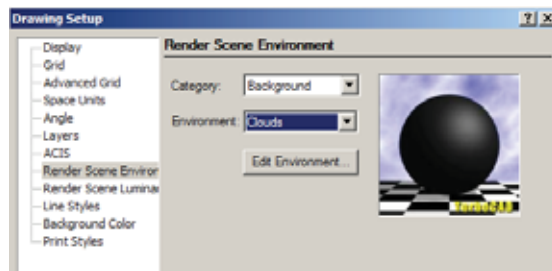 Drawing Setup
Display
Grid
Advanced Grid
Space Units
Angle
Layers
ACIS
Render Scene Environ
Render Scene Lumina
Line Styles
Background Color
Print Styles
Render Scene Environment
Category: Background
Environment: Clouds
Edit Environment...
TurboCAD